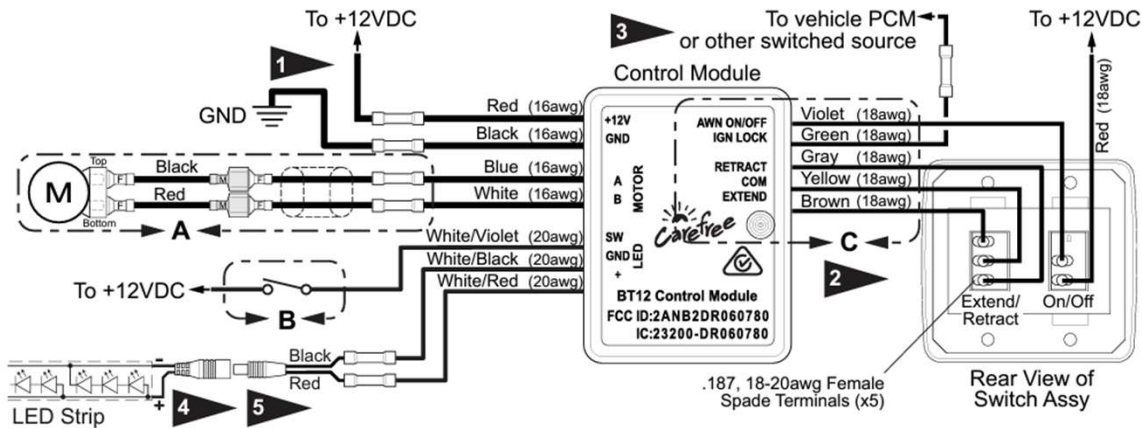 To +12VDC
1
GND
3
To vehicle PCM
or other switched source
To +12VDC
Control Module
Red (16awg)
Black (16awg)
Blue (16awg)
White (16awg)
M
Top
Bottom
F
F
Black
Red
M
F
M
F
A
+12V
GND
A
B
MOTOR
SW
GND
+
LED
AWN ON/OFF
IGN LOCK
RETRACT
COM
EXTEND
Carefree
BT12 Control Module
FCC ID:2ANB2DR060780
IC:23200-DR060780
Violet (18awg)
Green (18awg)
Gray (18awg)
Yellow (18awg)
Brown (18awg)
Red (18awg)
C
2
White/Violet (20awg)
White/Black (20awg)
White/Red (20awg)
To +12VDC
B
Extend/
Retract
On/Off
Black
Red
-
+
LED Strip
4
5
.187, 18-20awg Female
Spade Terminals (x5)
Rear View of
Switch Assy